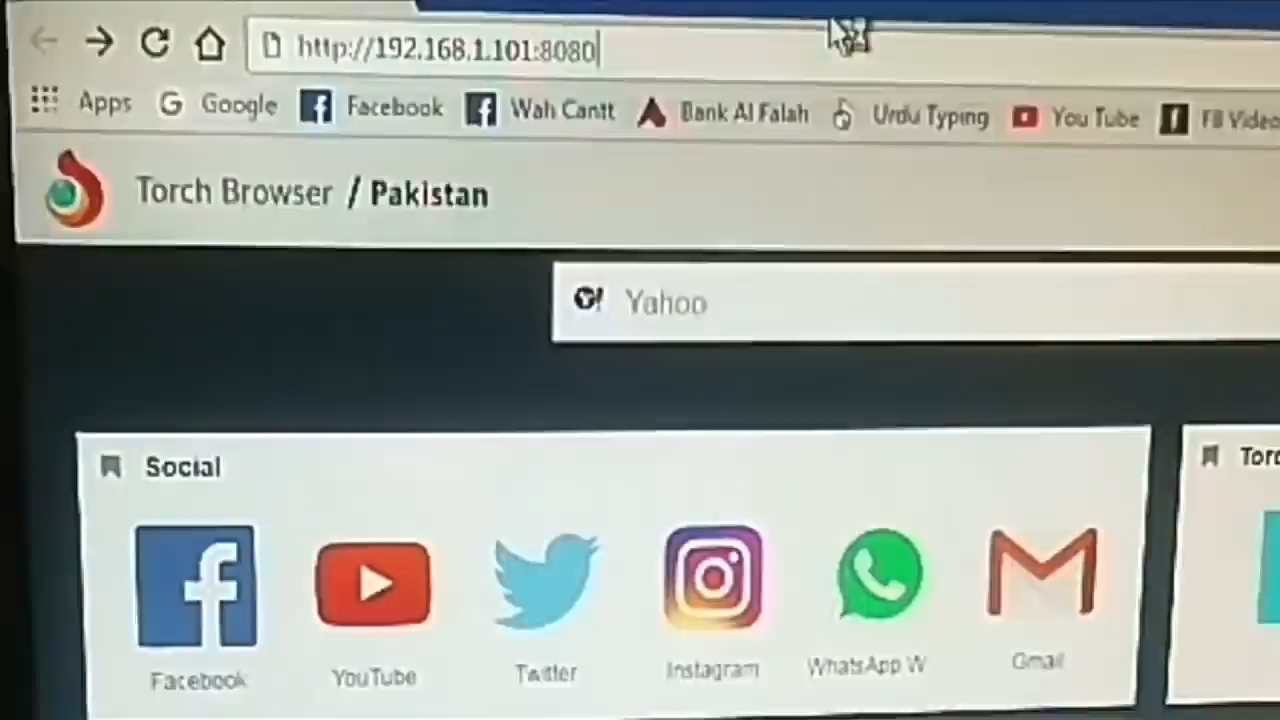 http://192.168.1.101:8080
Apps Google Facebook Wah Cantt Bank Al Falah Urdu Typing You Tube FB Video
Torch Browser / Pakistan
Yahoo
Social
Facebook YouTube Twitter Instagram WhatsApp W Gmail